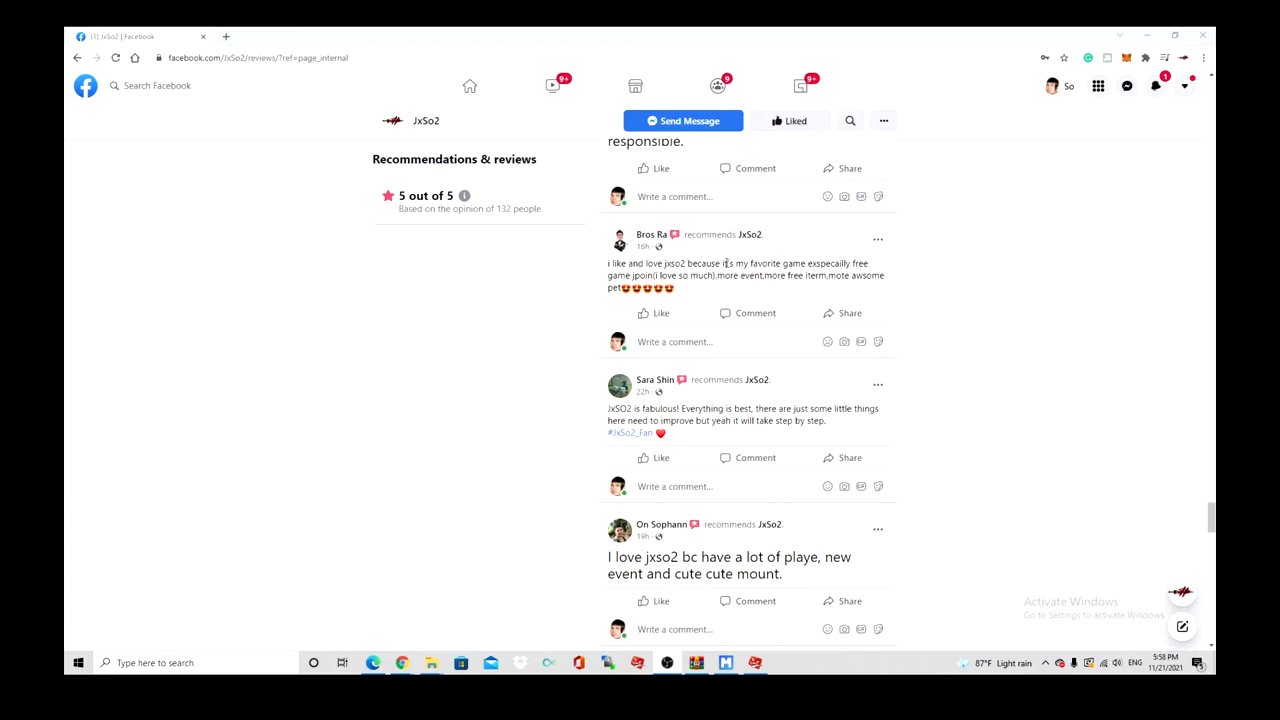 (1) JxSo2 | Facebook
facebook.com/JxSo2/reviews/?ref=page_internal
Search Facebook
9+
9
9+
So
1
JxSo2
Send Message
Liked
Recommendations & reviews
5 out of 5
Based on the opinion of 132 people
responsible.
Like Comment Share
Write a comment...
Bros Ra recommends JxSo2.
16h
i like and love jxso2 because it's my favorite game exspecailly free
game jpoin(i love so much),more event,more free iterm,mote awsome
pet😍😍😍😍😍
Like Comment Share
Write a comment...
Sara Shin recommends JxSo2.
22h
JxSO2 is fabulous! Everything is best, there are just some little things
here need to improve but yeah it will take step by step.
#JxSo2_Fan ❤️
Like Comment Share
Write a comment...
On Sophann recommends JxSo2.
19h
I love jxso2 bc have a lot of playe, new
event and cute cute mount.
Like Comment Share
Write a comment...
Activate Windows
Go to Settings to activate Windows.
Type here to search
87°F Light rain
ENG
5:58 PM
11/21/2021
5